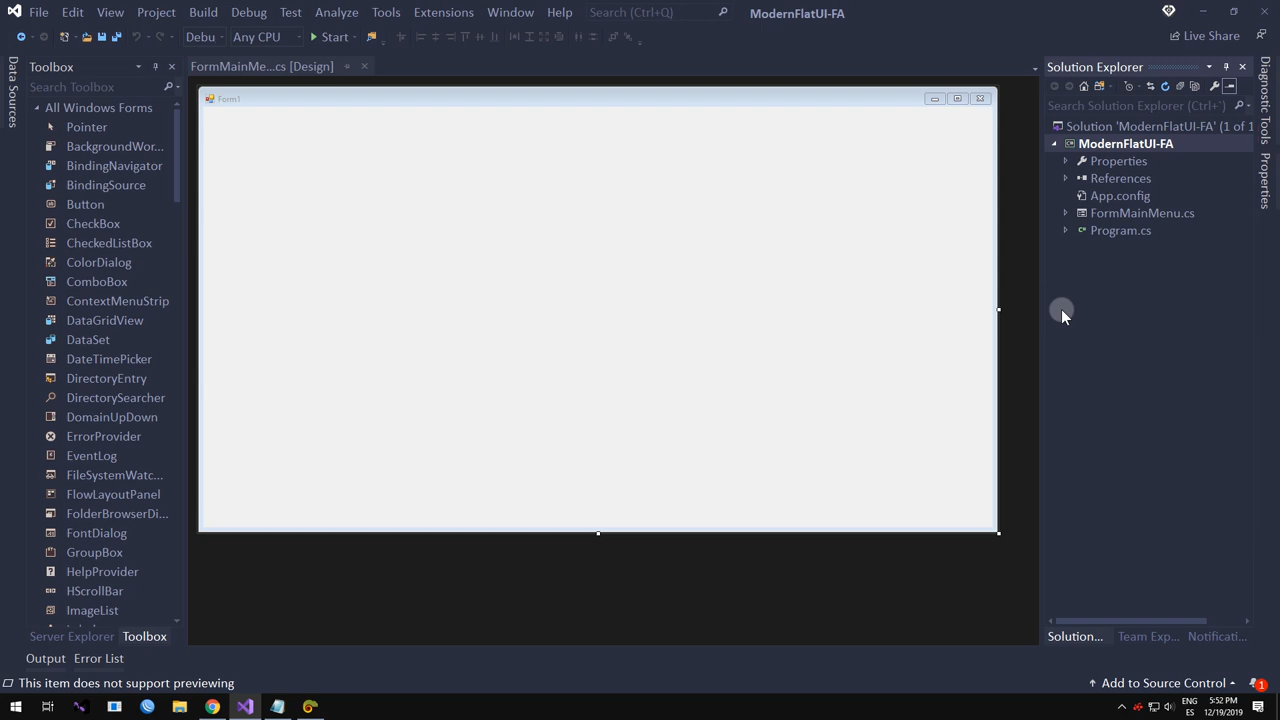 File Edit View Project Build Debug Test Analyze Tools Extensions Window Help Search (Ctrl+Q) ModernFlatUI-FA
Debu Any CPU Start Live Share
Data Sources
Toolbox
Search Toolbox
All Windows Forms
Pointer
BackgroundWor...
BindingNavigator
BindingSource
Button
CheckBox
CheckedListBox
ColorDialog
ComboBox
ContextMenuStrip
DataGridView
DataSet
DateTimePicker
DirectoryEntry
DirectorySearcher
DomainUpDown
ErrorProvider
EventLog
FileSystemWatc...
FlowLayoutPanel
FolderBrowserDi...
FontDialog
GroupBox
HelpProvider
HScrollBar
ImageList
Server Explorer Toolbox
FormMainMe...cs [Design]
Form1
Solution Explorer
Search Solution Explorer (Ctrl+')
Solution 'ModernFlatUI-FA' (1 of 1
ModernFlatUI-FA
Properties
References
App.config
FormMainMenu.cs
Program.cs
Solution... Team Exp... Notificati...
Diagnostic Tools
Properties
Output Error List
This item does not support previewing
Add to Source Control
1
ENG
ES
5:52 PM
12/19/2019